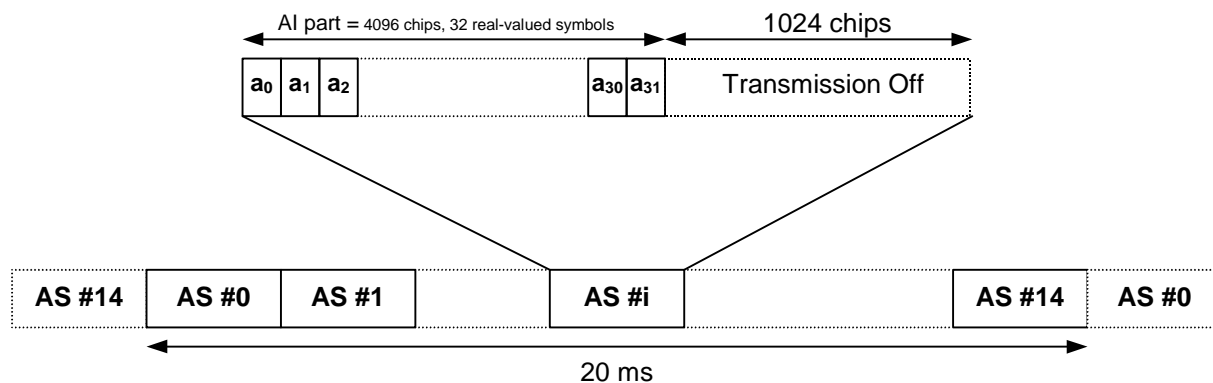 AI part = 4096 chips, 32 real-valued symbols
1024 chips
a0 a1 a2 a30 a31 Transmission Off
AS #14 AS #0 AS #1 AS #i AS #14 AS #0
20 ms